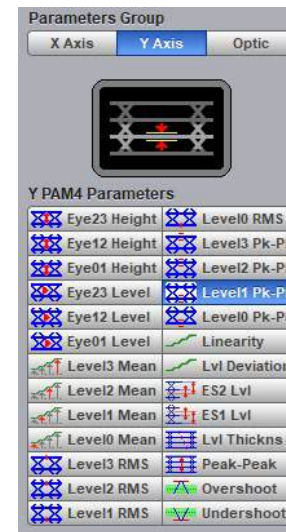 Parameters Group
X Axis Y Axis Optic
Y PAM4 Parameters
Eye23 Height Level0 RMS
Eye12 Height Level3 Pk-P
Eye01 Height Level2 Pk-P
Eye23 Level Level1 Pk-P
Eye12 Level Level0 Pk-P
Eye01 Level Linearity
Level3 Mean Lvl Deviation
Level2 Mean ES2 Lvl
Level1 Mean ES1 Lvl
Level0 Mean Lvl Thickns
Level3 RMS Peak-Peak
Level2 RMS Overshoot
Level1 RMS Undershoot